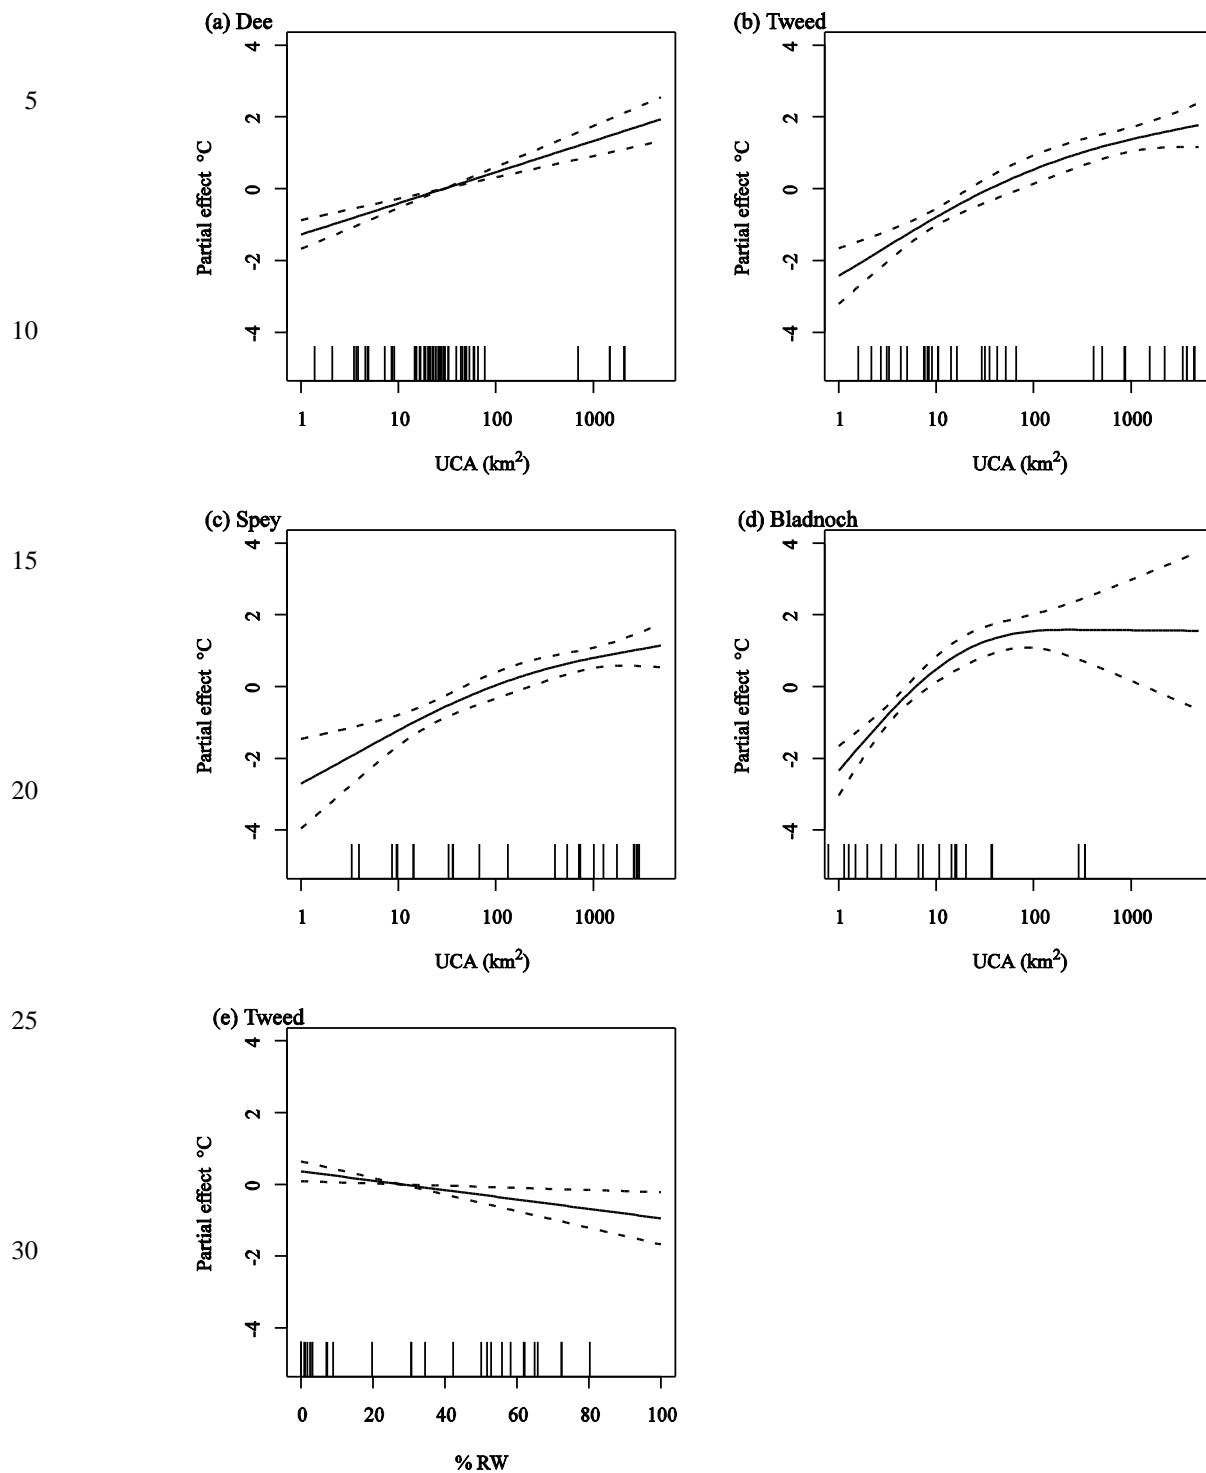 (a) Dee
4
2
0
-2
-4
Partial effect °C
1 10 100 1000
UCA (km²)
(b) Tweed
4
2
0
-2
-4
Partial effect °C
1 10 100 1000
UCA (km²)
5
10
(c) Spey
4
2
0
-2
-4
Partial effect °C
1 10 100 1000
UCA (km²)
(d) Bladnoch
4
2
0
-2
-4
Partial effect °C
1 10 100 1000
UCA (km²)
15
20
25
(e) Tweed
4
2
0
-2
-4
Partial effect °C
0 20 40 60 80 100
% RW
30